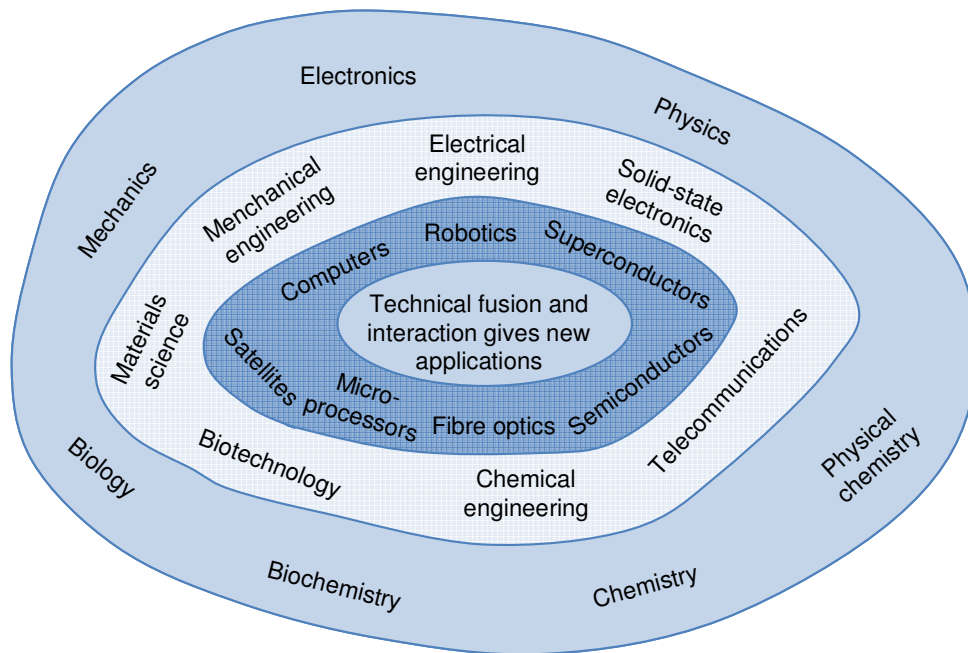 Electronics
Physics
Mechanics
Electrical
engineering
Solid-state
electronics
Menchanical
engineering
Robotics
Superconductors
Computers
Technical fusion and
interaction gives new
applications
Materials
science
Satellites
Micro-
processors
Fibre optics
Semiconductors
Telecommunications
Biotechnology
Chemical
engineering
Physical
chemistry
Biology
Biochemistry
Chemistry